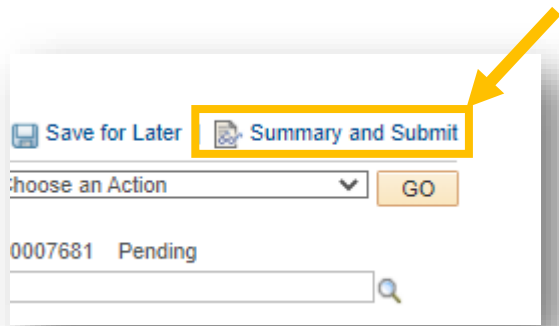 Save for Later Summary and Submit
hoose an Action GO
0007681 Pending